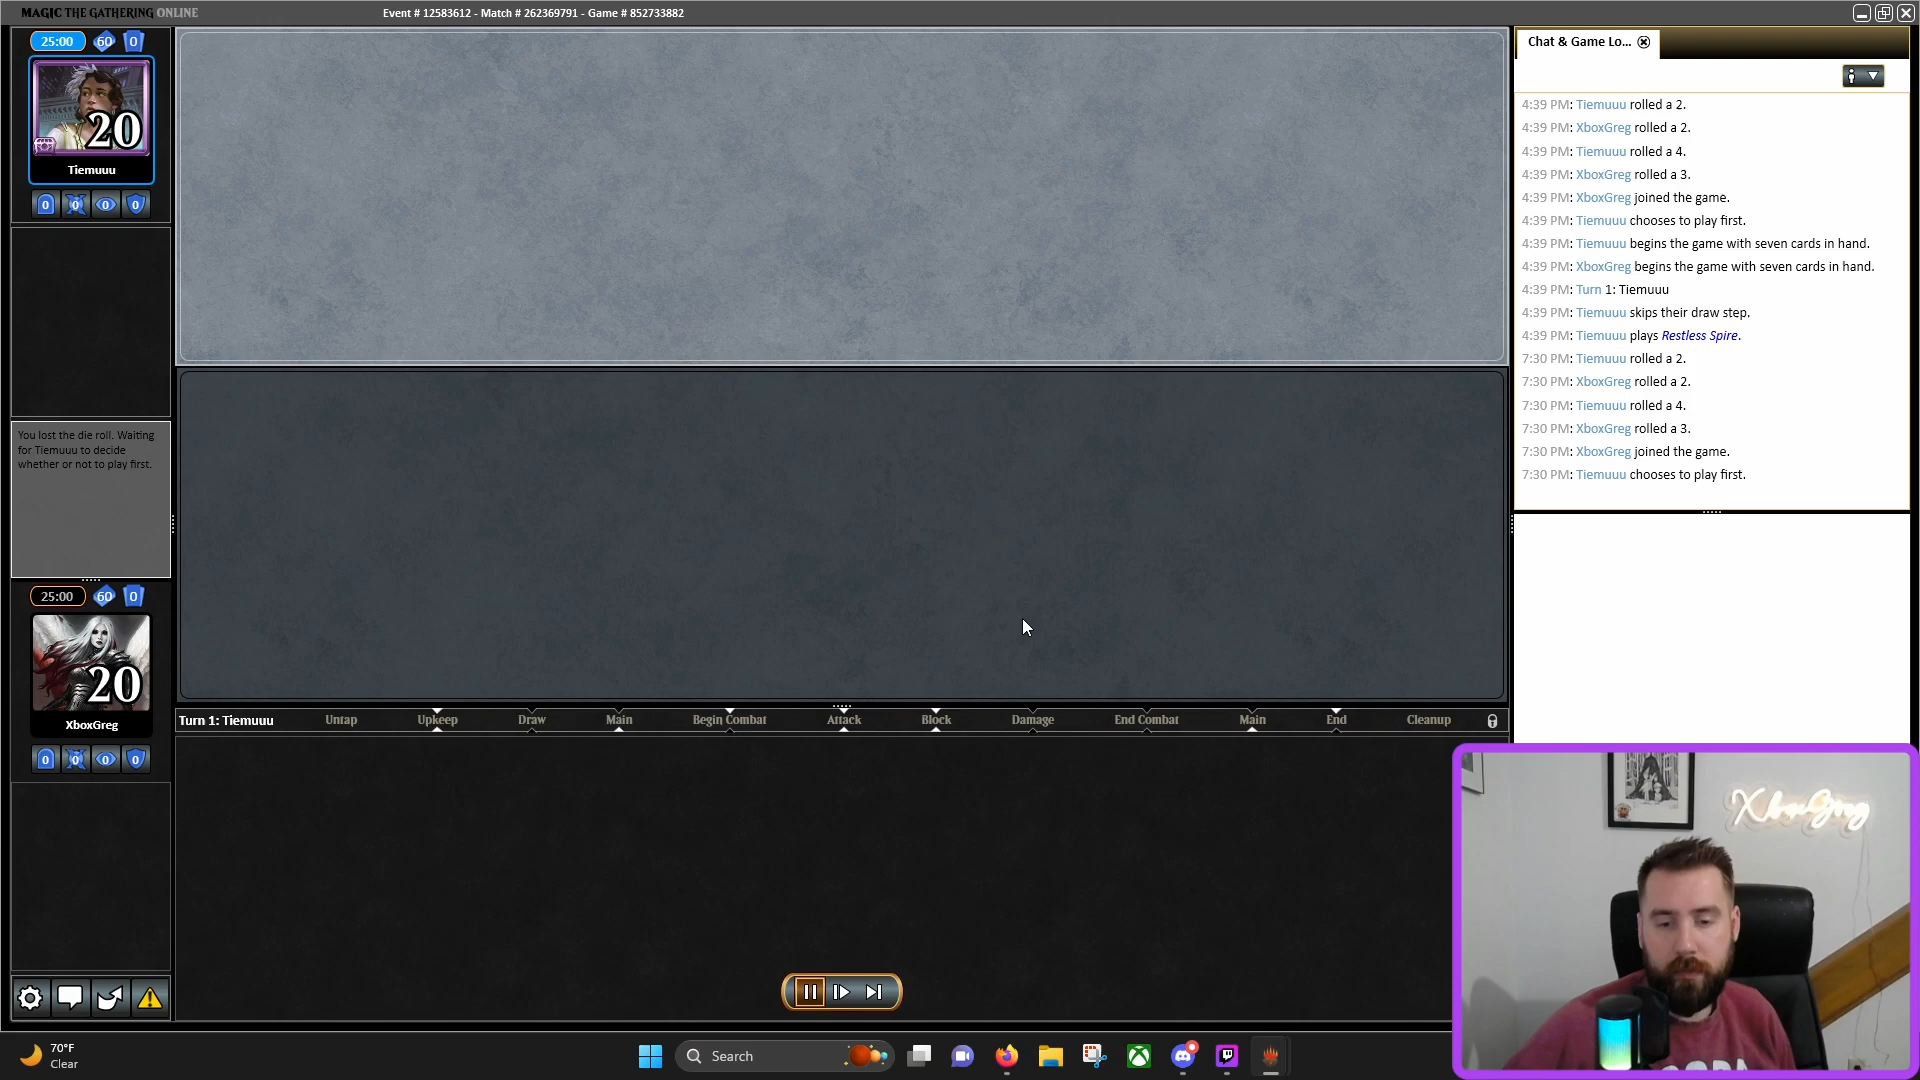 MAGIC THE GATHERING ONLINE
Event # 12583612 - Match # 262369791 - Game # 852733882
25:00 60 0
20
Tiemuuu
0 0 0 0
You lost the die roll. Waiting
for Tiemuuu to decide
whether or not to play first.
25:00 60 0
20
XboxGreg
0 0 0 0
Turn 1: Tiemuuu Untap Upkeep Draw Main Begin Combat Attack Block Damage End Combat Main End Cleanup
Chat & Game Lo...
4:39 PM: Tiemuuu rolled a 2.
4:39 PM: XboxGreg rolled a 2.
4:39 PM: Tiemuuu rolled a 4.
4:39 PM: XboxGreg rolled a 3.
4:39 PM: XboxGreg joined the game.
4:39 PM: Tiemuuu chooses to play first.
4:39 PM: Tiemuuu begins the game with seven cards in hand.
4:39 PM: XboxGreg begins the game with seven cards in hand.
4:39 PM: Turn 1: Tiemuuu
4:39 PM: Tiemuuu skips their draw step.
4:39 PM: Tiemuuu plays Restless Spire.
7:30 PM: Tiemuuu rolled a 2.
7:30 PM: XboxGreg rolled a 2.
7:30 PM: Tiemuuu rolled a 4.
7:30 PM: XboxGreg rolled a 3.
7:30 PM: XboxGreg joined the game.
7:30 PM: Tiemuuu chooses to play first.
XboxGreg
70°F
Clear
Search